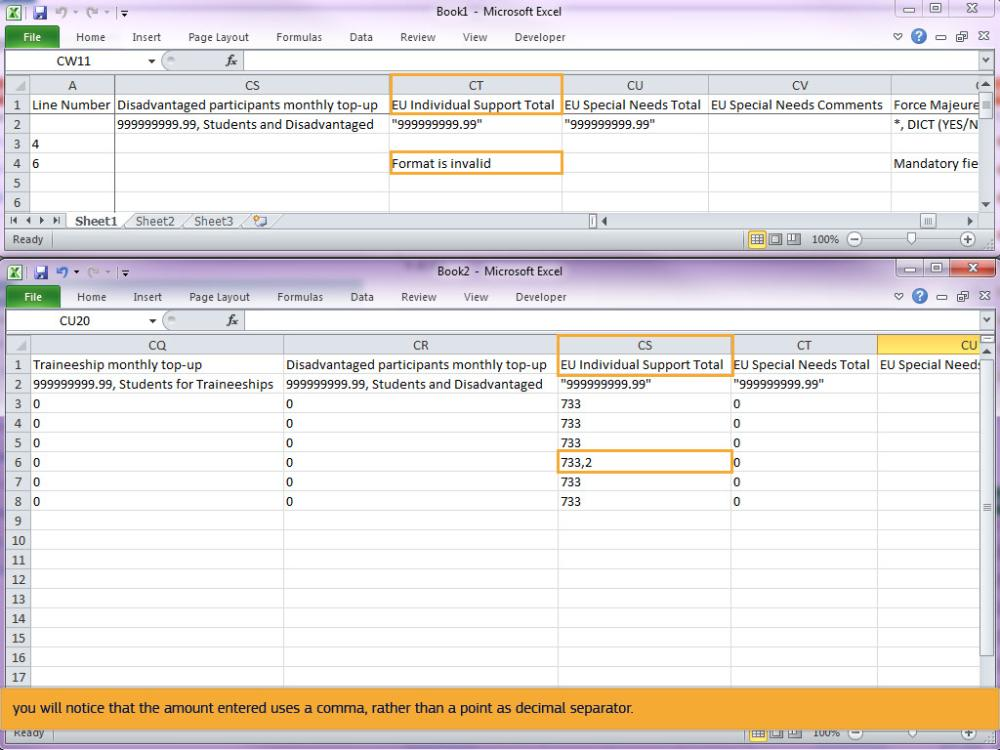 Book1 - Microsoft Excel
File Home Insert Page Layout Formulas Data Review View Developer
CW11 fx
A CS CT CU CV
1 Line Number Disadvantaged participants monthly top-up EU Individual Support Total EU Special Needs Total EU Special Needs Comments Force Majeure
2 999999999.99, Students and Disadvantaged "999999999.99" "999999999.99" *, DICT (YES/N
3 4
4 6 Format is invalid Mandatory fie
5
6
Sheet1 Sheet2 Sheet3
Ready 100%
Book2 - Microsoft Excel
File Home Insert Page Layout Formulas Data Review View Developer
CU20 fx
CQ CR CS CT CU
1 Traineeship monthly top-up Disadvantaged participants monthly top-up EU Individual Support Total EU Special Needs Total EU Special Needs
2 999999999.99, Students for Traineeships 999999999.99, Students and Disadvantaged "999999999.99" "999999999.99"
3 0 0 733 0
4 0 0 733 0
5 0 0 733 0
6 0 0 733,2 0
7 0 0 733 0
8 0 0 733 0
9
10
11
12
13
14
15
16
17
you will notice that the amount entered uses a comma, rather than a point as decimal separator.
Ready 100%